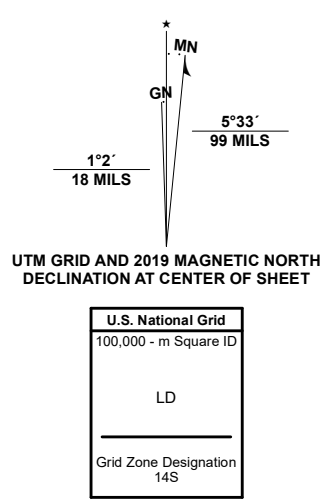 ★
MN
GN
5°33´
99 MILS
1°2´
18 MILS
UTM GRID AND 2019 MAGNETIC NORTH
DECLINATION AT CENTER OF SHEET
U.S. National Grid
100,000 - m Square ID
LD
Grid Zone Designation
14S